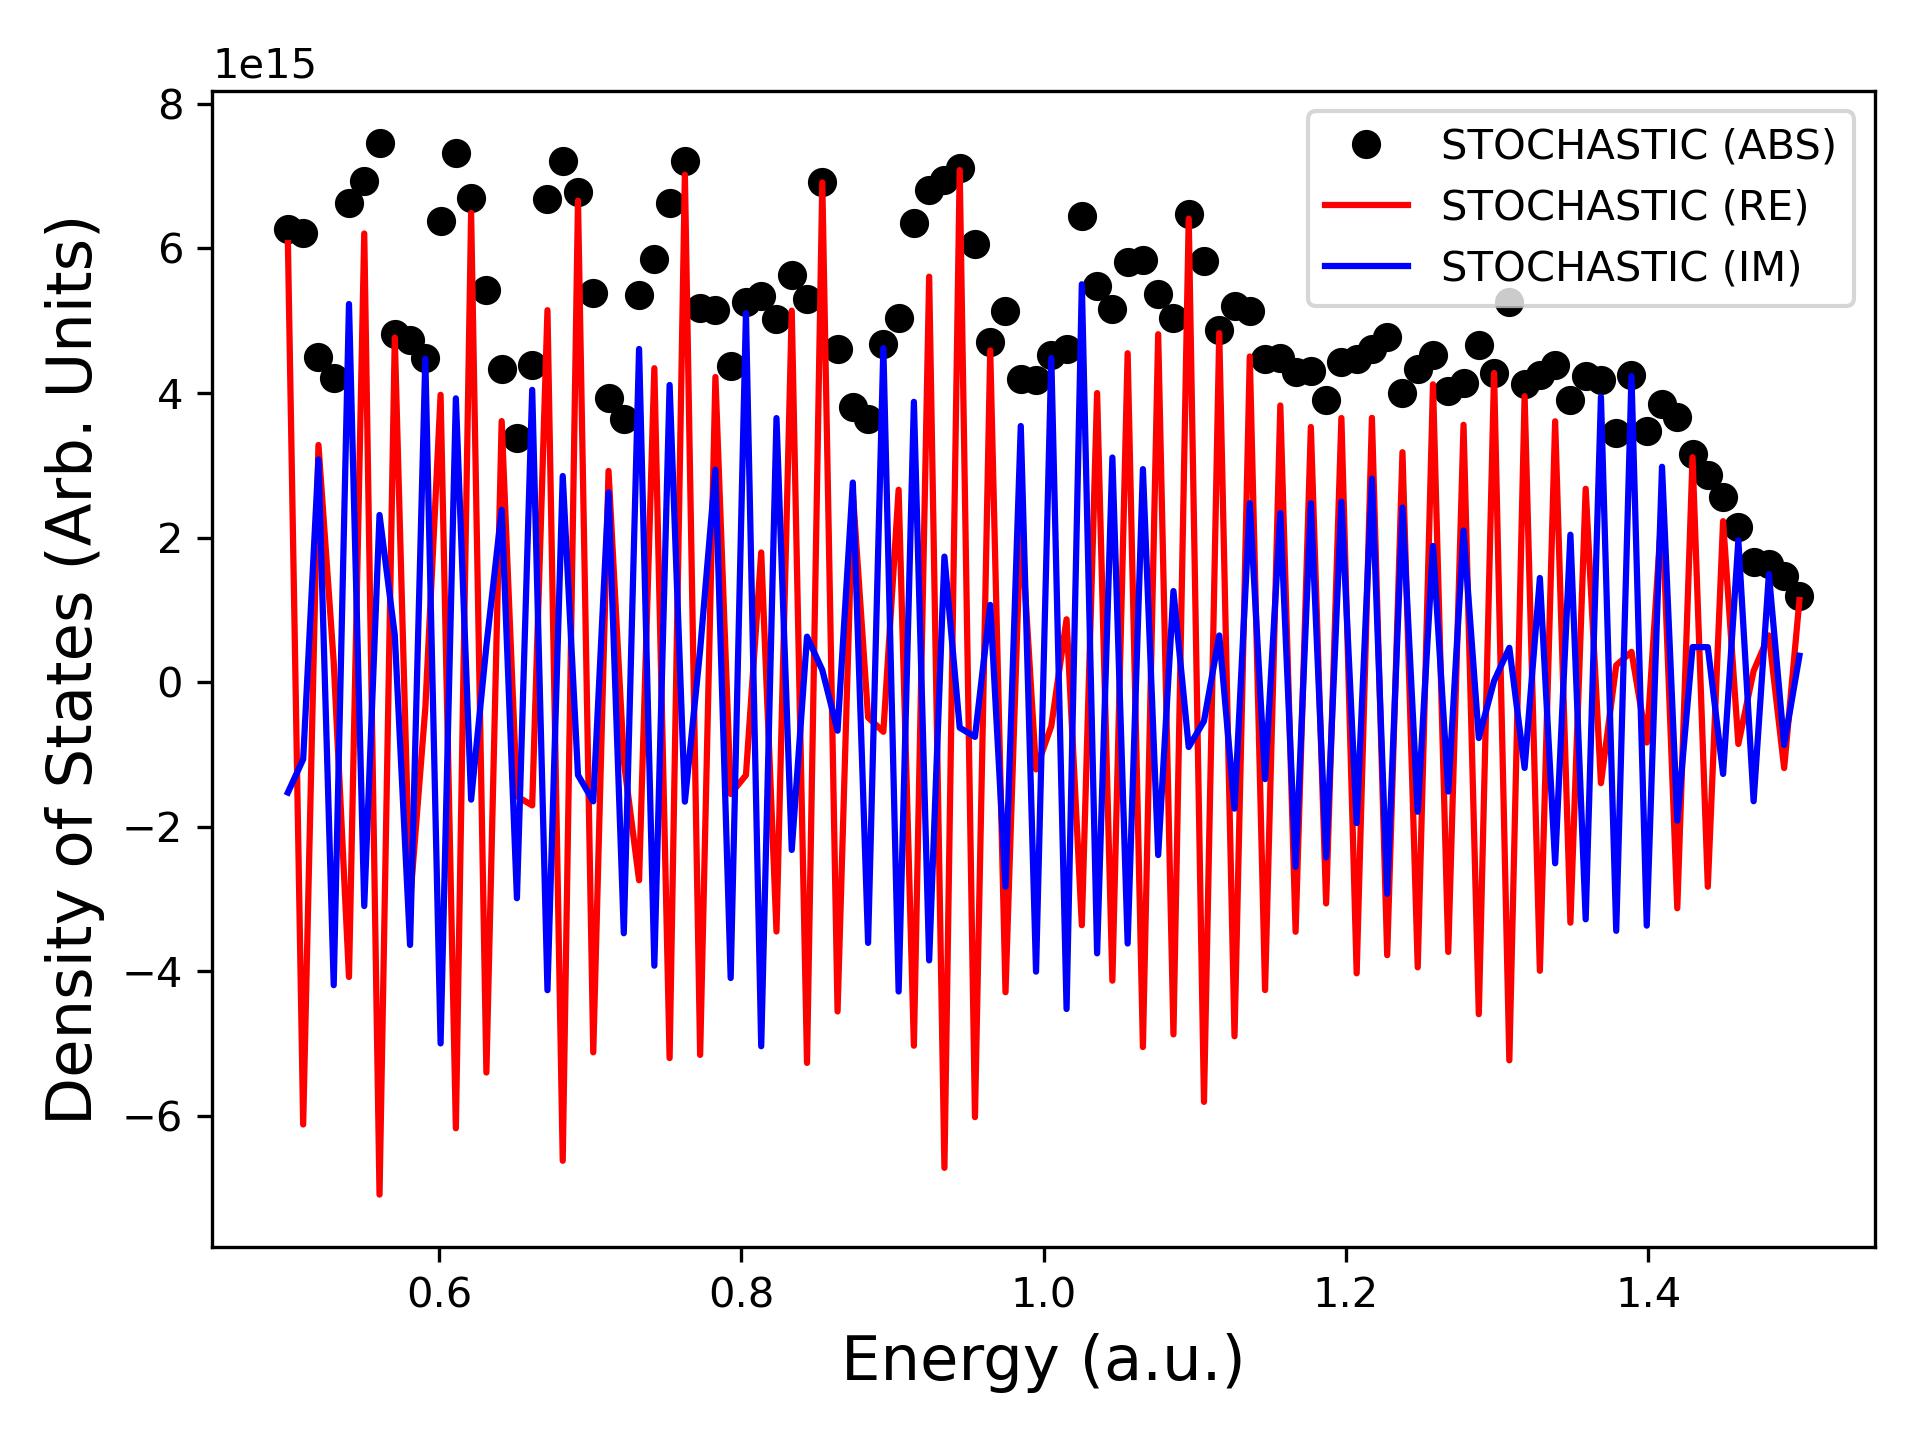 1e15
8
6
4
2
0
−2
−4
−6
Density of States (Arb. Units)
STOCHASTIC (ABS)
STOCHASTIC (RE)
STOCHASTIC (IM)
0.6 0.8 1.0 1.2 1.4
Energy (a.u.)